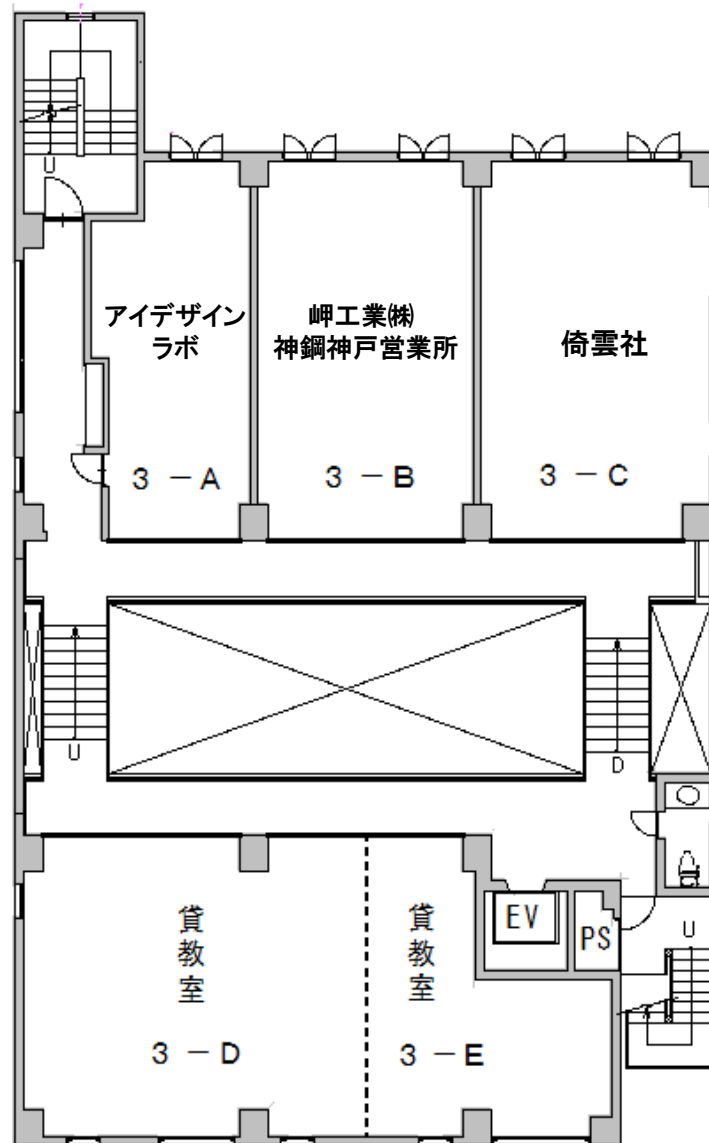 U
アイデザイン
ラボ
岬工業㈱
神鋼神戸営業所
倚雲社
3 －A
3 －B
3 －C
U
D
貸教室
貸教室
EV
PS
U
3 －D
3 －E